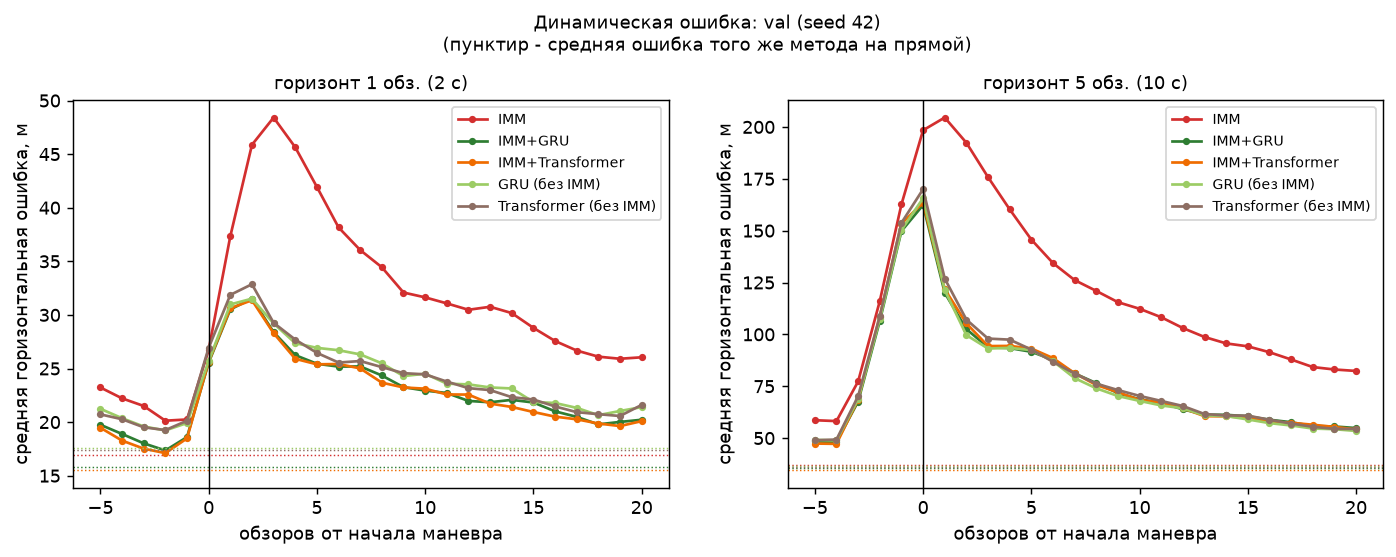 Динамическая ошибка: val (seed 42)
(пунктир - средняя ошибка того же метода на прямой)
горизонт 1 обз. (2 с)
средняя горизонтальная ошибка, м
50
45
40
35
30
25
20
15
IMM
IMM+GRU
IMM+Transformer
GRU (без IMM)
Transformer (без IMM)
−5
0
5
10
15
20
обзоров от начала маневра
горизонт 5 обз. (10 с)
средняя горизонтальная ошибка, м
200
175
150
125
100
75
50
IMM
IMM+GRU
IMM+Transformer
GRU (без IMM)
Transformer (без IMM)
−5
0
5
10
15
20
обзоров от начала маневра